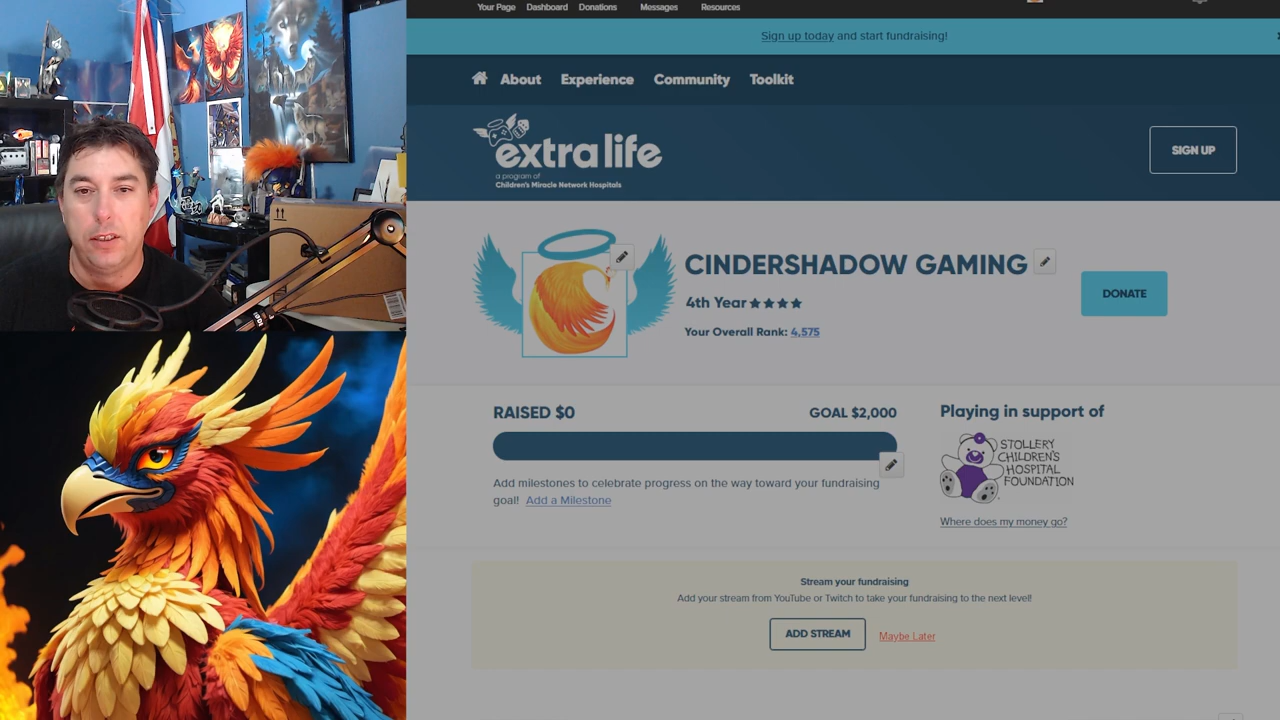 Your Page Dashboard Donations Messages Resources
Sign up today and start fundraising!
About Experience Community Toolkit
extra life
a program of
Children's Miracle Network Hospitals
SIGN UP
CINDERSHADOW GAMING
4th Year ★★★★
Your Overall Rank: 4,575
DONATE
RAISED $0 GOAL $2,000
Add milestones to celebrate progress on the way toward your fundraising
goal! Add a Milestone
Playing in support of
STOLLERY
CHILDREN'S
HOSPITAL
FOUNDATION
Where does my money go?
Stream your fundraising
Add your stream from YouTube or Twitch to take your fundraising to the next level!
ADD STREAM Maybe Later